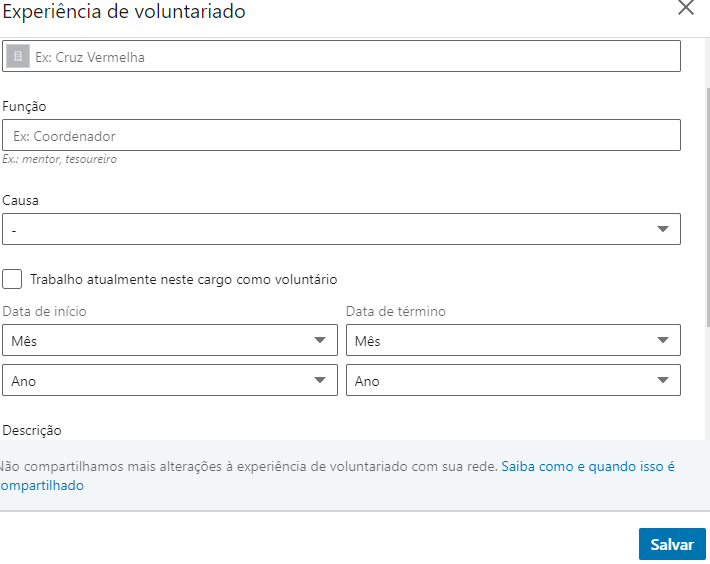 Experiência de voluntariado
Ex: Cruz Vermelha
Função
Ex: Coordenador
Ex.: mentor, tesoureiro
Causa
-
Trabalho atualmente neste cargo como voluntário
Data de início
Data de término
Mês
Mês
Ano
Ano
Descrição
Não compartilhamos mais alterações à experiência de voluntariado com sua rede. Saiba como e quando isso é
ompartilhado
Salvar